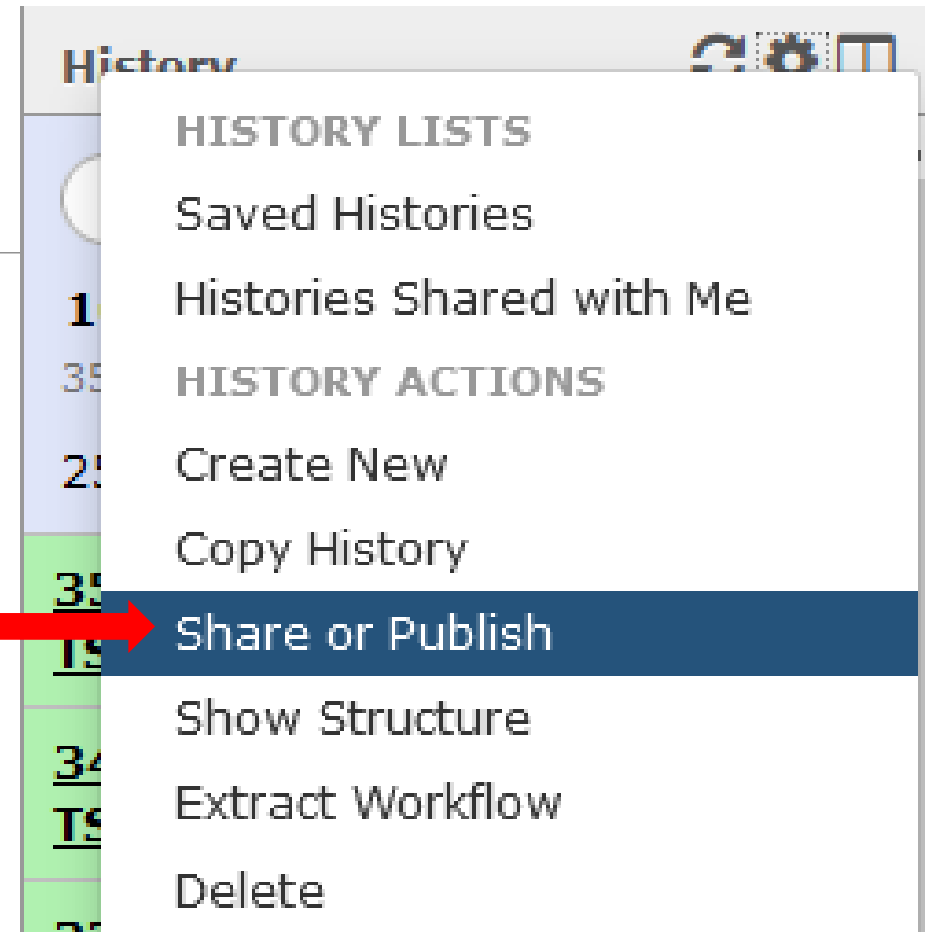 History
HISTORY LISTS
Saved Histories
Histories Shared with Me
HISTORY ACTIONS
Create New
Copy History
Share or Publish
Show Structure
Extract Workflow
Delete